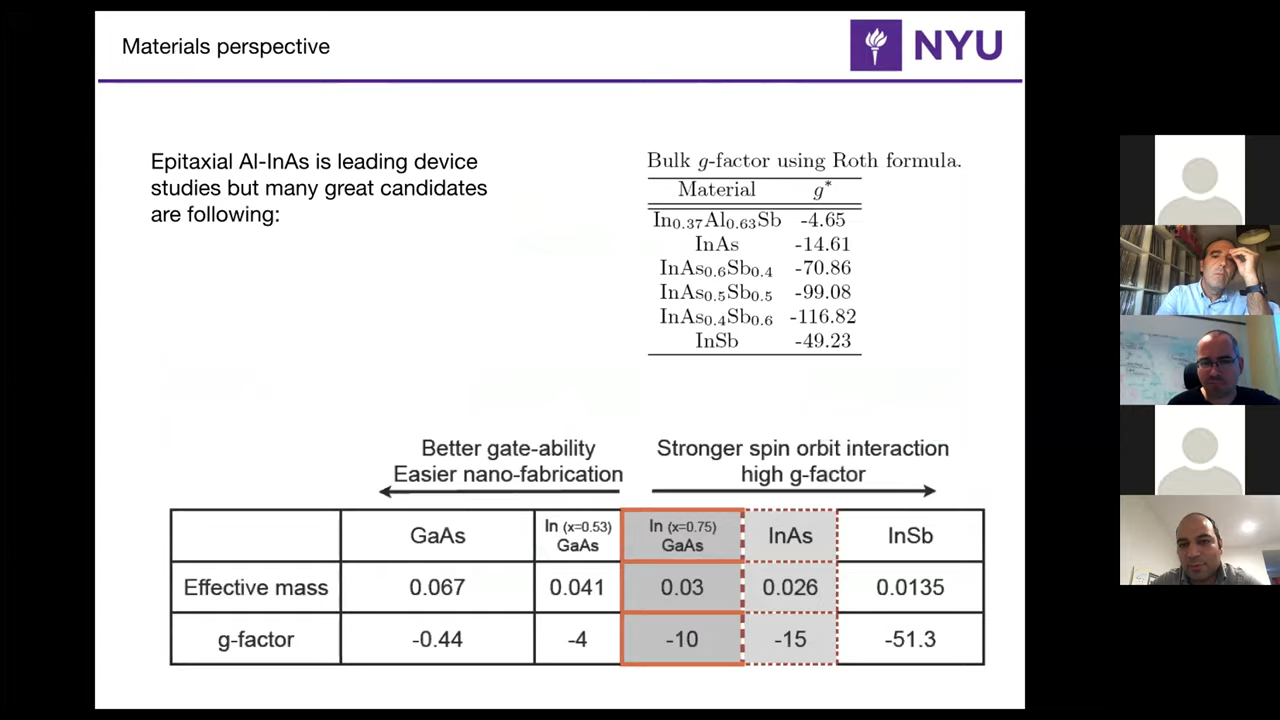 Materials perspective
NYU
Epitaxial Al-InAs is leading device
studies but many great candidates
are following:
Bulk g-factor using Roth formula.
Material g*
In0.37Al0.63Sb -4.65
InAs -14.61
InAs0.6Sb0.4 -70.86
InAs0.5Sb0.5 -99.08
InAs0.4Sb0.6 -116.82
InSb -49.23
Better gate-ability
Easier nano-fabrication
Stronger spin orbit interaction
high g-factor
GaAs In (x=0.53) GaAs In (x=0.75) GaAs InAs InSb
Effective mass 0.067 0.041 0.03 0.026 0.0135
g-factor -0.44 -4 -10 -15 -51.3